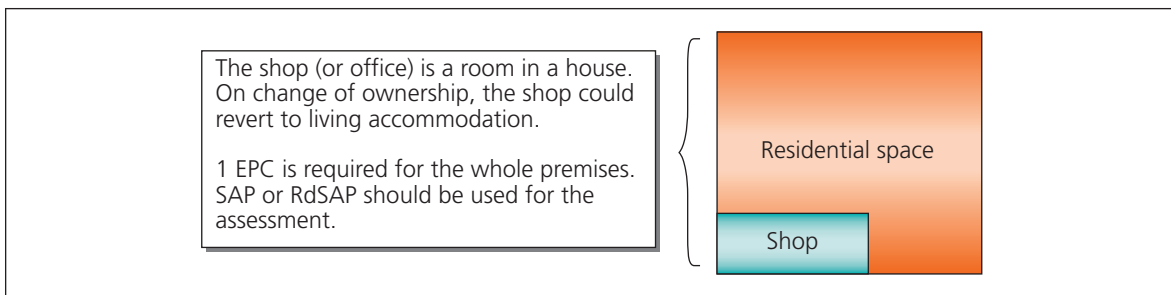 The shop (or office) is a room in a house.
On change of ownership, the shop could
revert to living accommodation.
1 EPC is required for the whole premises.
SAP or RdSAP should be used for the
assessment.
Residential space
Shop